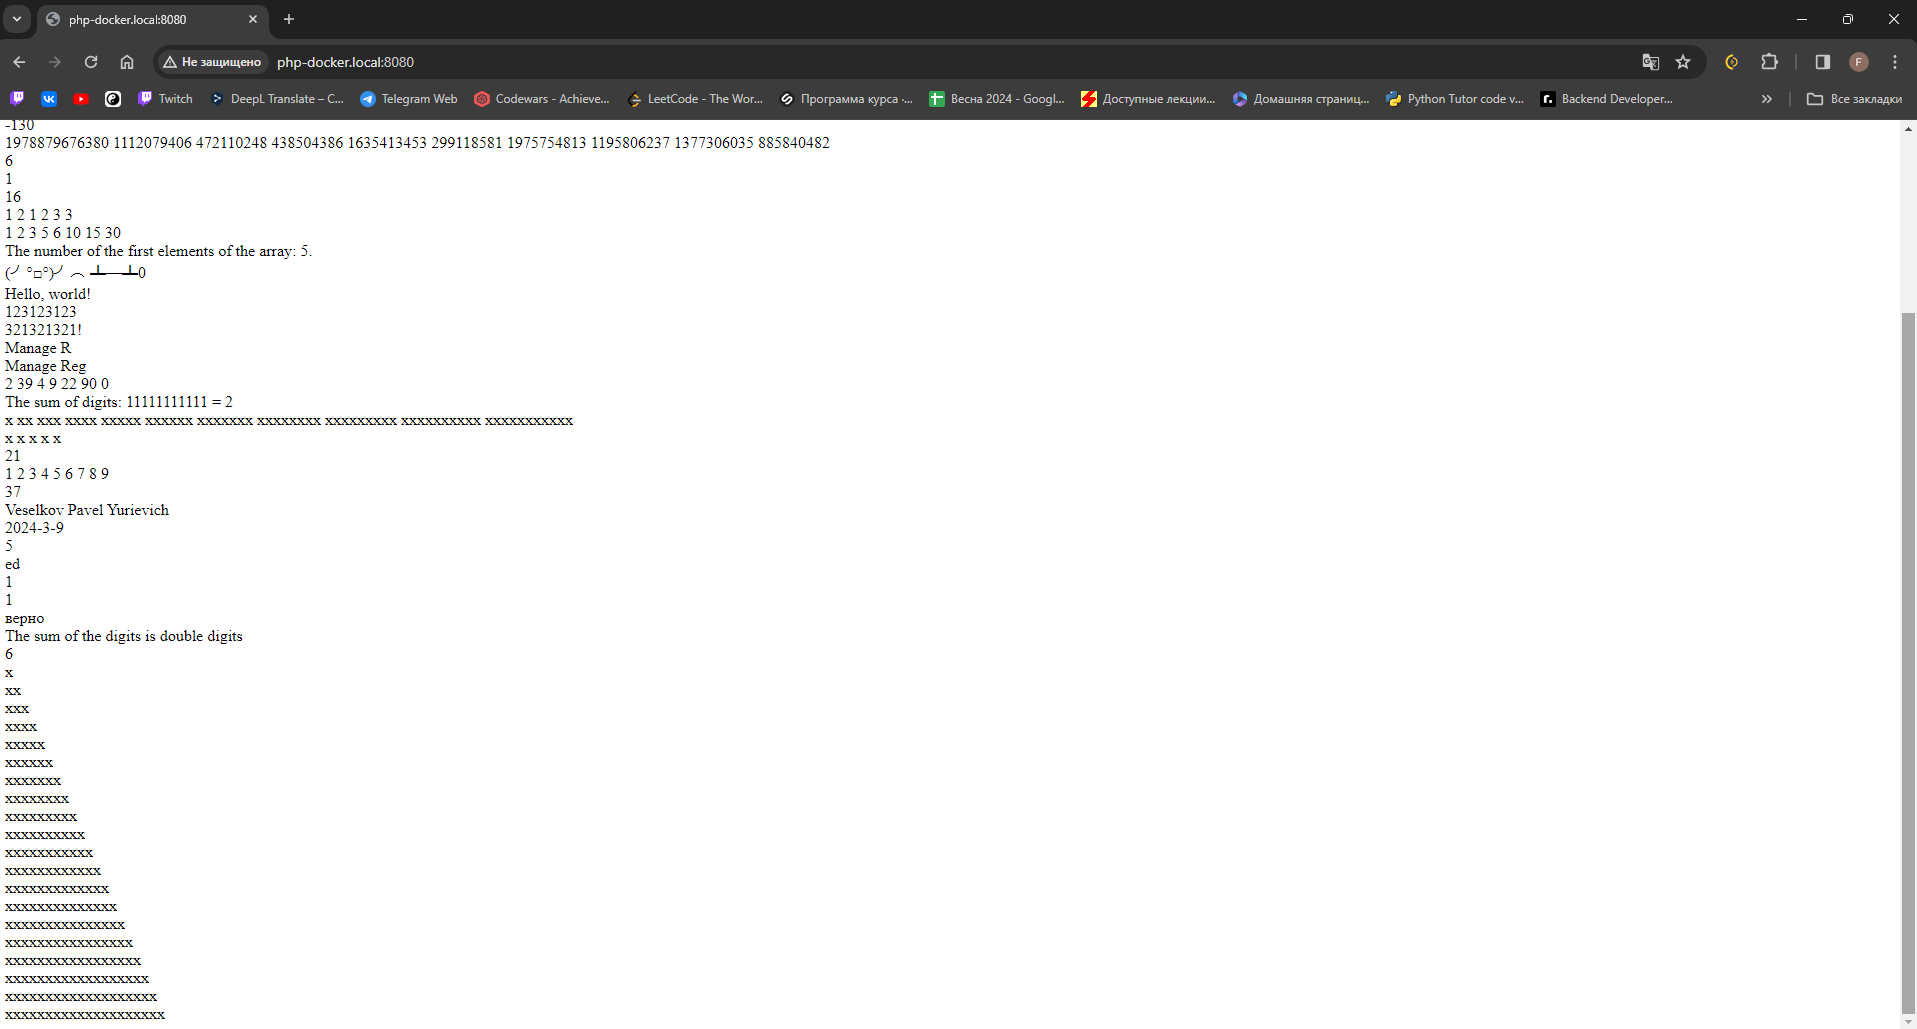 php-docker.local:8080
Не защищено php-docker.local:8080 F
Twitch DeepL Translate – C... Telegram Web Codewars - Achieve... LeetCode - The Wor... Программа курса -... Весна 2024 - Googl... Доступные лекции... Домашняя страниц... Python Tutor code v... r. Backend Developer... » Все закладки
-130
1978879676380 1112079406 472110248 438504386 1635413453 299118581 1975754813 1195806237 1377306035 885840482
6
1
16
1 2 1 2 3 3
1 2 3 5 6 10 15 30
The number of the first elements of the array: 5.
(╯°□°)╯︵ ┻━┻0
Hello, world!
123123123
321321321!
Manage R
Manage Reg
2 39 4 9 22 90 0
The sum of digits: 11111111111 = 2
x xx xxx xxxx xxxxx xxxxxx xxxxxxx xxxxxxxx xxxxxxxxx xxxxxxxxxx xxxxxxxxxxx
x x x x x
21
1 2 3 4 5 6 7 8 9
37
Veselkov Pavel Yurievich
2024-3-9
5
ed
1
1
верно
The sum of the digits is double digits
6
x
xx
xxx
xxxx
xxxxx
xxxxxx
xxxxxxx
xxxxxxxx
xxxxxxxxx
xxxxxxxxxx
xxxxxxxxxxx
xxxxxxxxxxxx
xxxxxxxxxxxxx
xxxxxxxxxxxxxx
xxxxxxxxxxxxxxx
xxxxxxxxxxxxxxxx
xxxxxxxxxxxxxxxxx
xxxxxxxxxxxxxxxxxx
xxxxxxxxxxxxxxxxxxx
xxxxxxxxxxxxxxxxxxxx